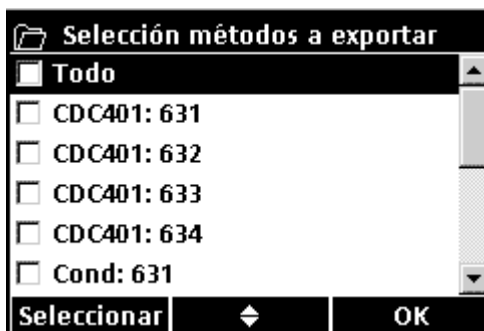 Selección métodos a exportar
Todo
CDC401: 631
CDC401: 632
CDC401: 633
CDC401: 634
Cond: 631
Seleccionar OK